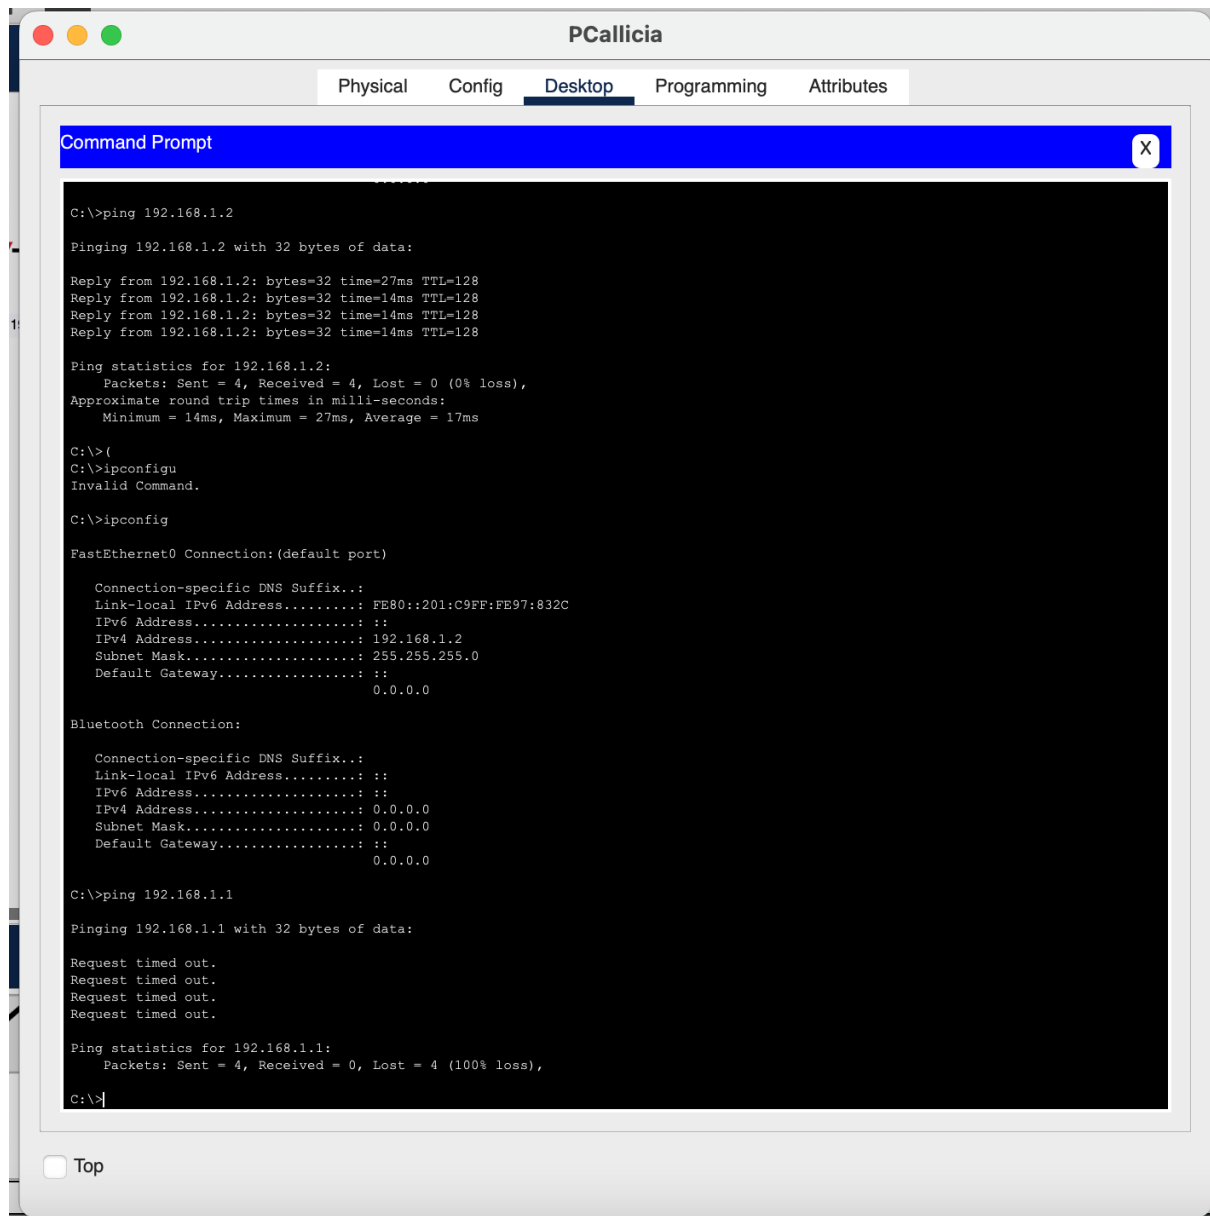 PCallicia
Physical Config Desktop Programming Attributes
Command Prompt
X
C:\>ping 192.168.1.2
Pinging 192.168.1.2 with 32 bytes of data:
Reply from 192.168.1.2: bytes=32 time=27ms TTL=128
Reply from 192.168.1.2: bytes=32 time=14ms TTL=128
Reply from 192.168.1.2: bytes=32 time=14ms TTL=128
Reply from 192.168.1.2: bytes=32 time=14ms TTL=128
Ping statistics for 192.168.1.2:
Packets: Sent = 4, Received = 4, Lost = 0 (0% loss),
Approximate round trip times in milli-seconds:
Minimum = 14ms, Maximum = 27ms, Average = 17ms
C:\>(
C:\>ipconfigu
Invalid Command.
C:\>ipconfig
FastEthernet0 Connection:(default port)
Connection-specific DNS Suffix..:
Link-local IPv6 Address.........: FE80::201:C9FF:FE97:832C
IPv6 Address....................: ::
IPv4 Address....................: 192.168.1.2
Subnet Mask.....................: 255.255.255.0
Default Gateway.................: ::
0.0.0.0
Bluetooth Connection:
Connection-specific DNS Suffix..:
Link-local IPv6 Address.........: ::
IPv6 Address....................: ::
IPv4 Address....................: 0.0.0.0
Subnet Mask.....................: 0.0.0.0
Default Gateway.................: ::
0.0.0.0
C:\>ping 192.168.1.1
Pinging 192.168.1.1 with 32 bytes of data:
Request timed out.
Request timed out.
Request timed out.
Request timed out.
Ping statistics for 192.168.1.1:
Packets: Sent = 4, Received = 0, Lost = 4 (100% loss),
C:\>
Top